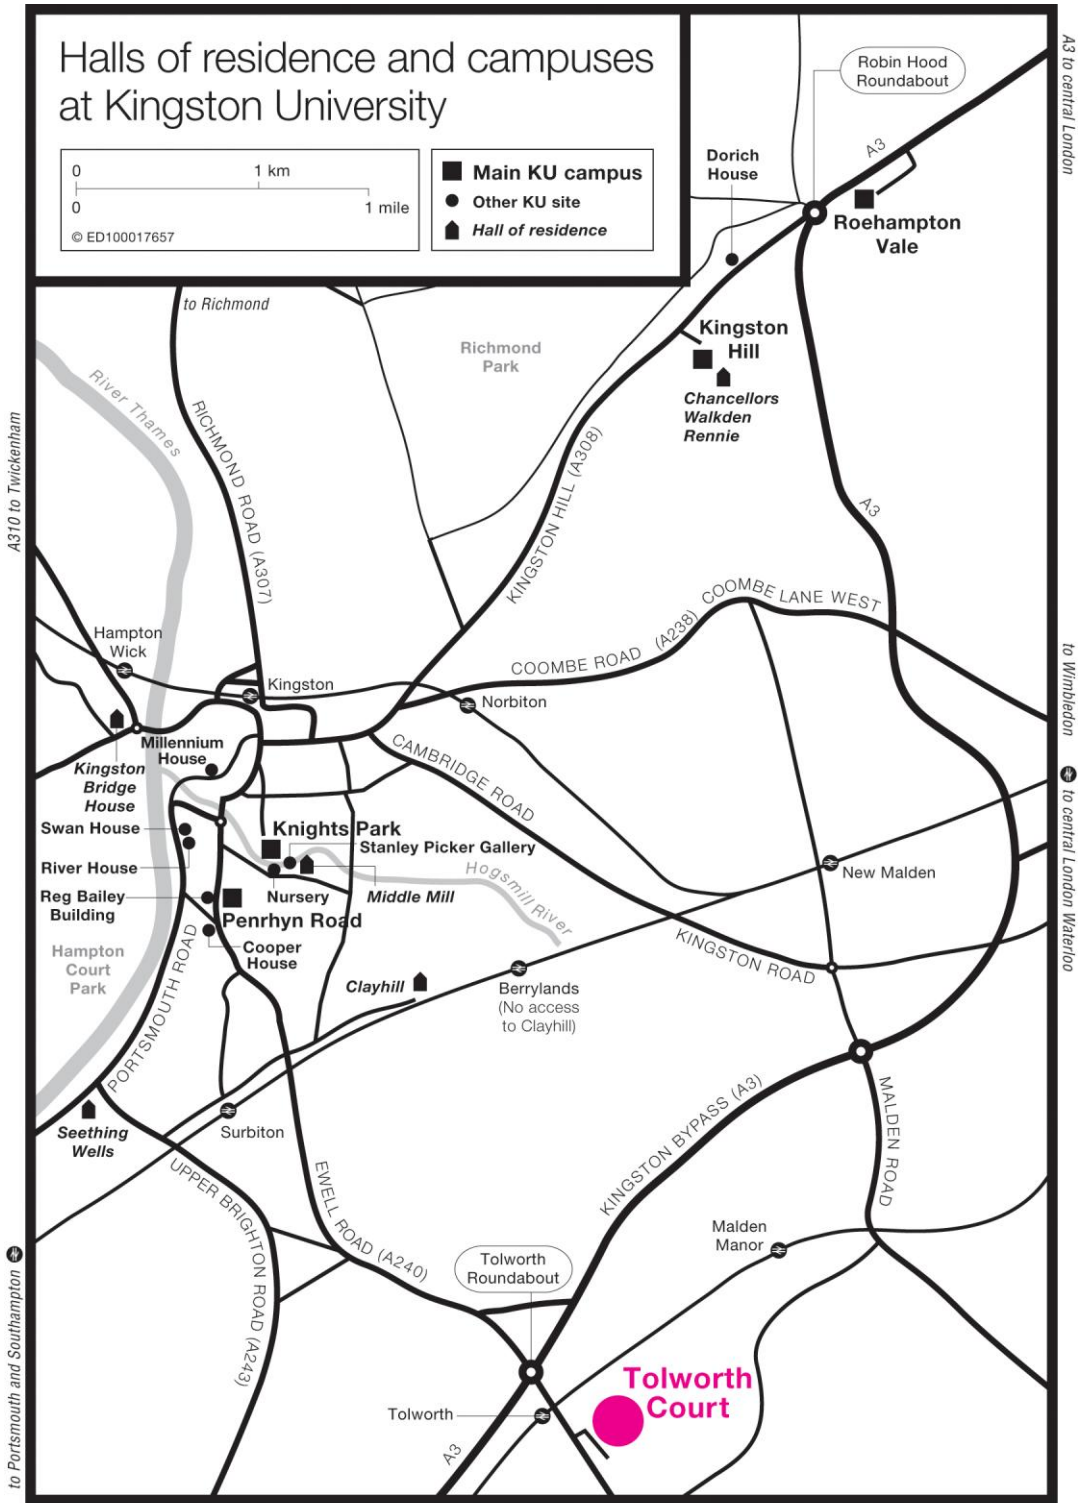 Halls of residence and campuses
at Kingston University
0
1 km
0
1 mile
© ED100017657
Main KU campus
Other KU site
Hall of residence
A3 to central London
Robin Hood
Roundabout
A3
Dorich
House
Roehampton
Vale
to Richmond
Richmond
Park
Kingston
Hill
Chancellors
Walkden
Rennie
River Thames
RICHMOND ROAD (A307)
A310 to Twickenham
KINGSTON HILL (A308)
A3
COOMBE LANE WEST
COOMBE ROAD (A238)
Hampton
Wick
Kingston
Norbiton
to Wimbledon
to central London Waterloo
Millennium
House
Kingston
Bridge
House
CAMBRIDGE ROAD
Swan House
Knights Park
Stanley Picker Gallery
River House
Hogsmill River
New Malden
Reg Bailey
Building
Nursery
Middle Mill
Penrhyn Road
Cooper
House
Hampton
Court
Park
KINGSTON ROAD
Clayhill
Berrylands
(No access
to Clayhill)
PORTSMOUTH ROAD
Seething
Wells
Surbiton
KINGSTON BYPASS (A3)
MALDEN ROAD
UPPER BRIGHTON ROAD (A243)
EWELL ROAD (A240)
Malden
Manor
Tolworth
Roundabout
to Portsmouth and Southampton
Tolworth
Court
Tolworth
A3